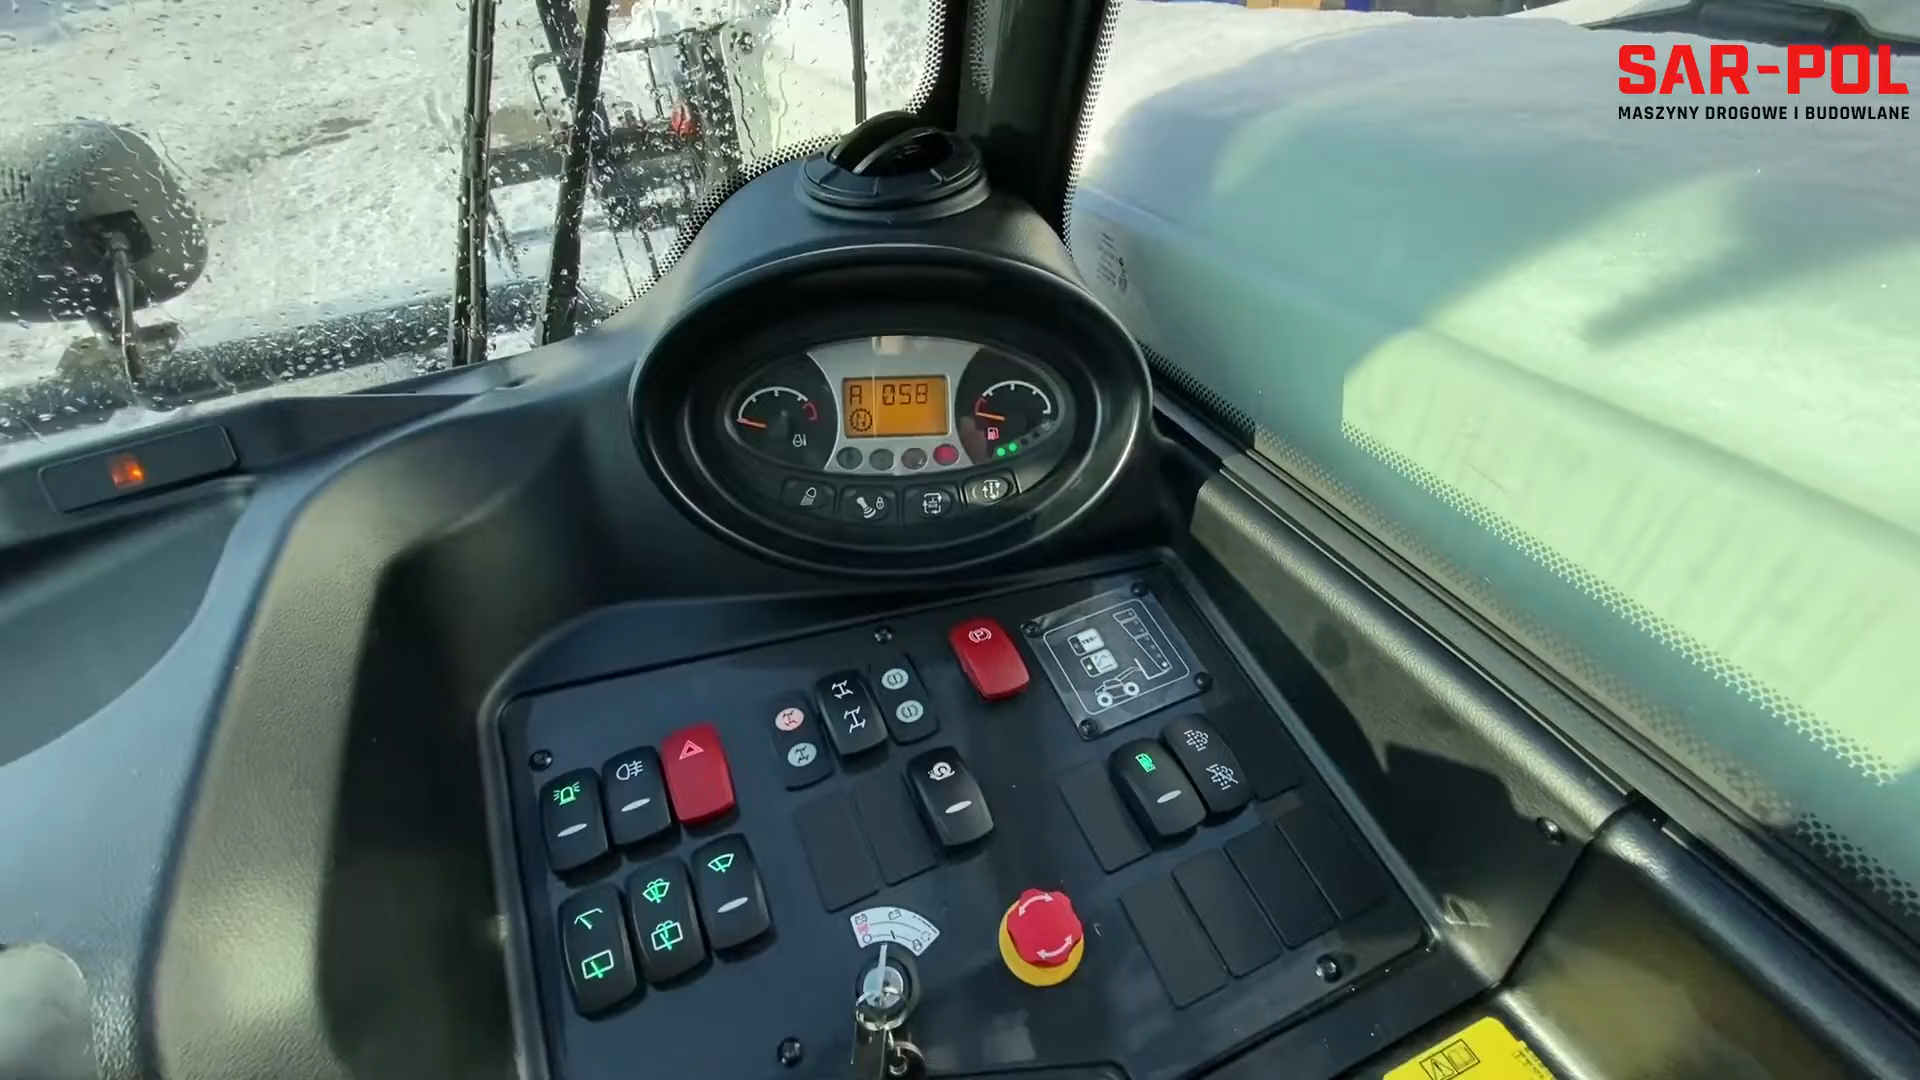 SAR-POL
MASZYNY DROGOWE I BUDOWLANE
A 058
N
P